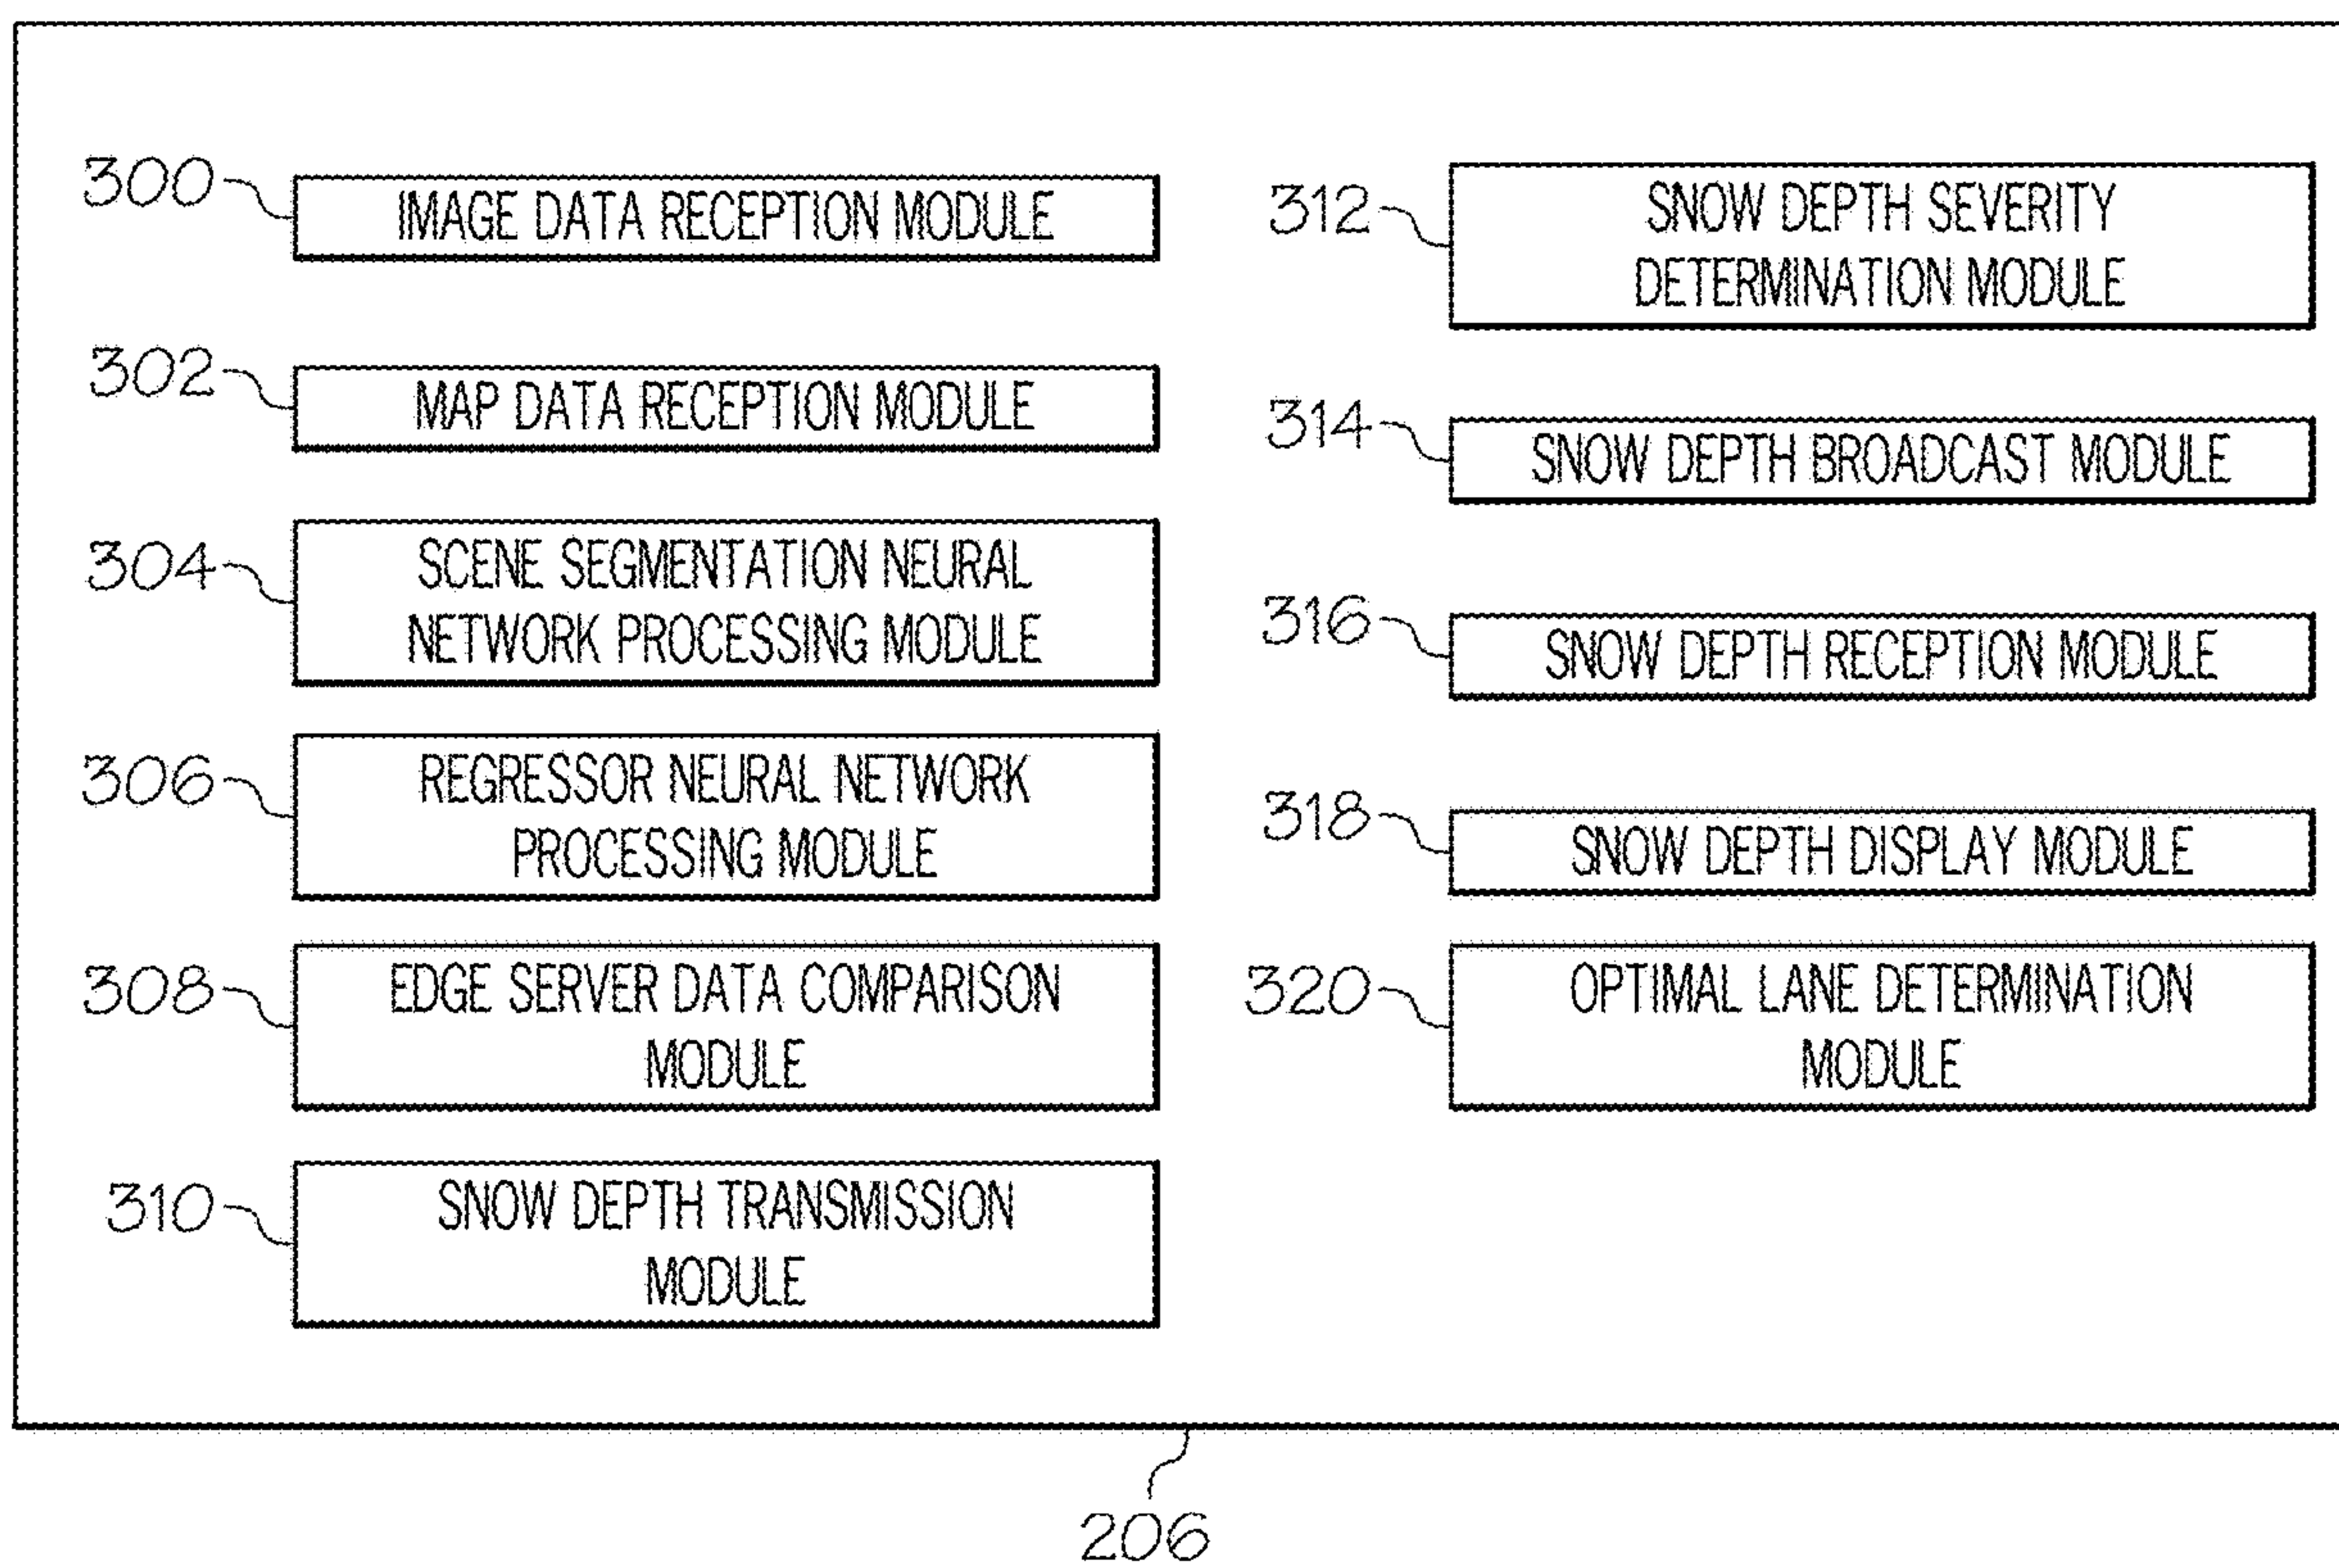 300
IMAGE DATA RECEPTION MODULE
302
MAP DATA RECEPTION MODULE
304
SCENE SEGMENTATION NEURAL
NETWORK PROCESSING MODULE
306
REGRESSOR NEURAL NETWORK
PROCESSING MODULE
308
EDGE SERVER DATA COMPARISON
MODULE
310
SNOW DEPTH TRANSMISSION
MODULE
312
SNOW DEPTH SEVERITY
DETERMINATION MODULE
314
SNOW DEPTH BROADCAST MODULE
316
SNOW DEPTH RECEPTION MODULE
318
SNOW DEPTH DISPLAY MODULE
320
OPTIMAL LANE DETERMINATION
MODULE
206